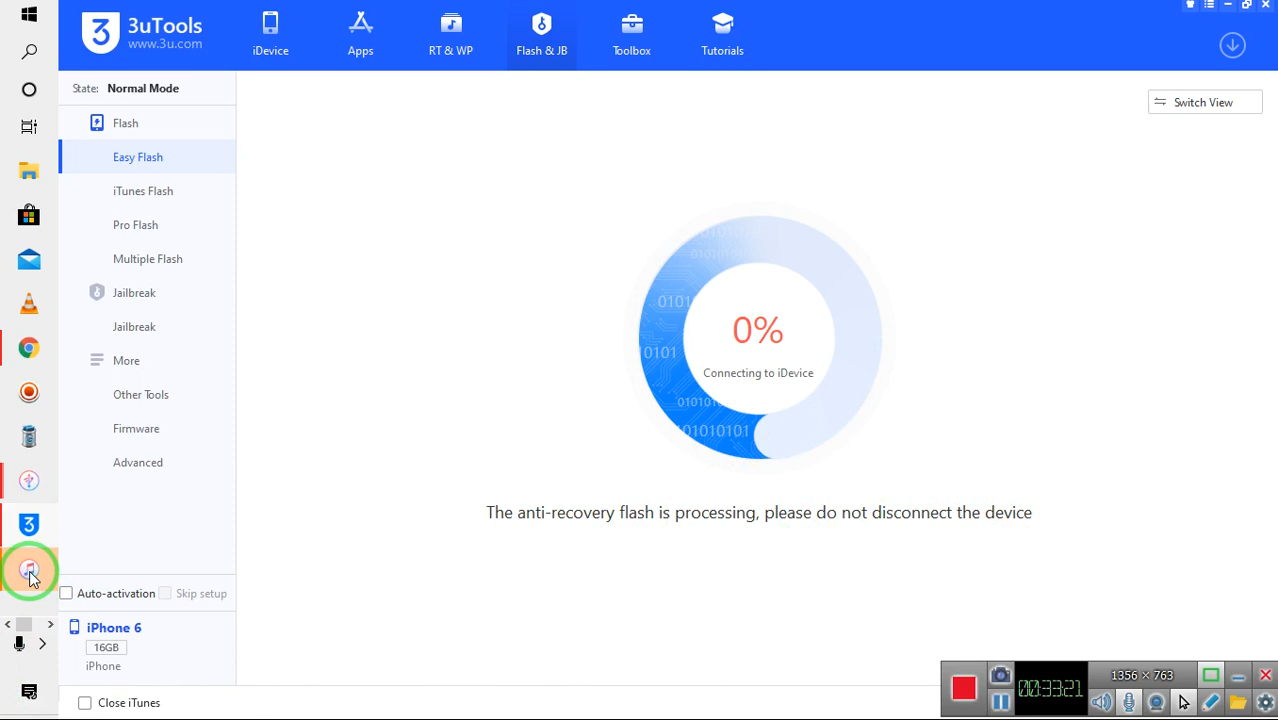 3uTools
www.3u.com
iDevice
Apps
RT & WP
Flash & JB
Toolbox
Tutorials
State: Normal Mode
Switch View
Flash
Easy Flash
iTunes Flash
Pro Flash
Multiple Flash
Jailbreak
Jailbreak
More
Other Tools
Firmware
Advanced
0%
Connecting to iDevice
The anti-recovery flash is processing, please do not disconnect the device
Auto-activation
Skip setup
iPhone 6
16GB
iPhone
Close iTunes
00:33:21
1356 × 763